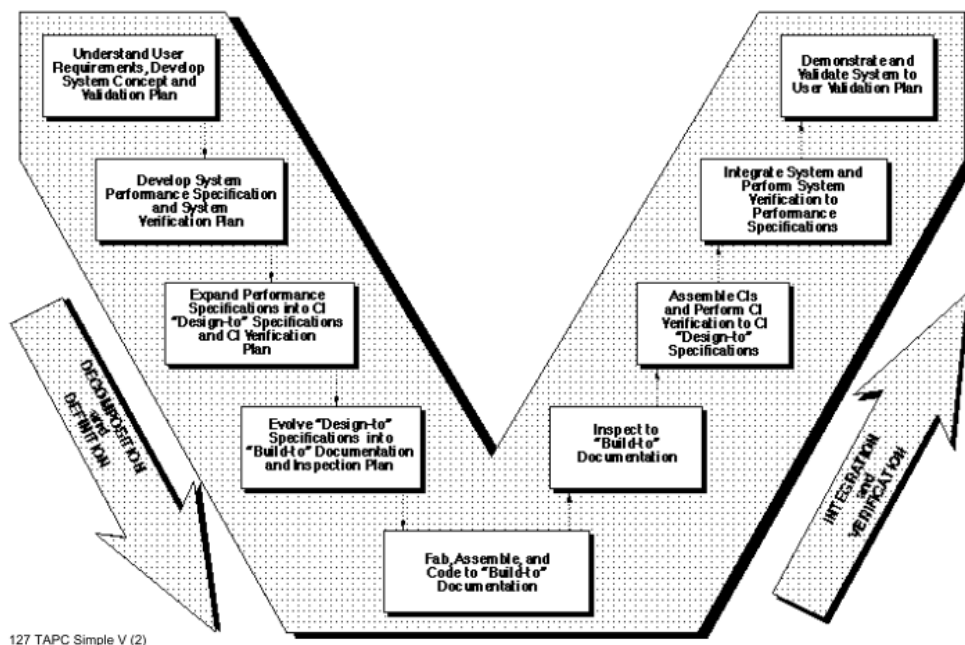 Understand User
Requirements, Develop
System Concept and
Validation Plan
Develop System
Performance Specification
and System
Verification Plan
Expand Performance
Specifications into CI
“Design-to” Specifications
and CI Verification
Plan
Evolve “Design-to”
Specifications into
“Build-to” Documentation
and Inspection Plan
Fab, Assemble, and
Code to “Build-to”
Documentation
Inspect to
“Build-to”
Documentation
Assemble CIs
and Perform CI
Verification to CI
“Design-to”
Specifications
Integrate System and
Perform System
Verification to
Performance
Specifications
Demonstrate and
Validate System to
User Validation Plan
DECOMPOSITION
and
DEFINITION
INTEGRATION
and
VERIFICATION
127 TAPC Simple V (2)